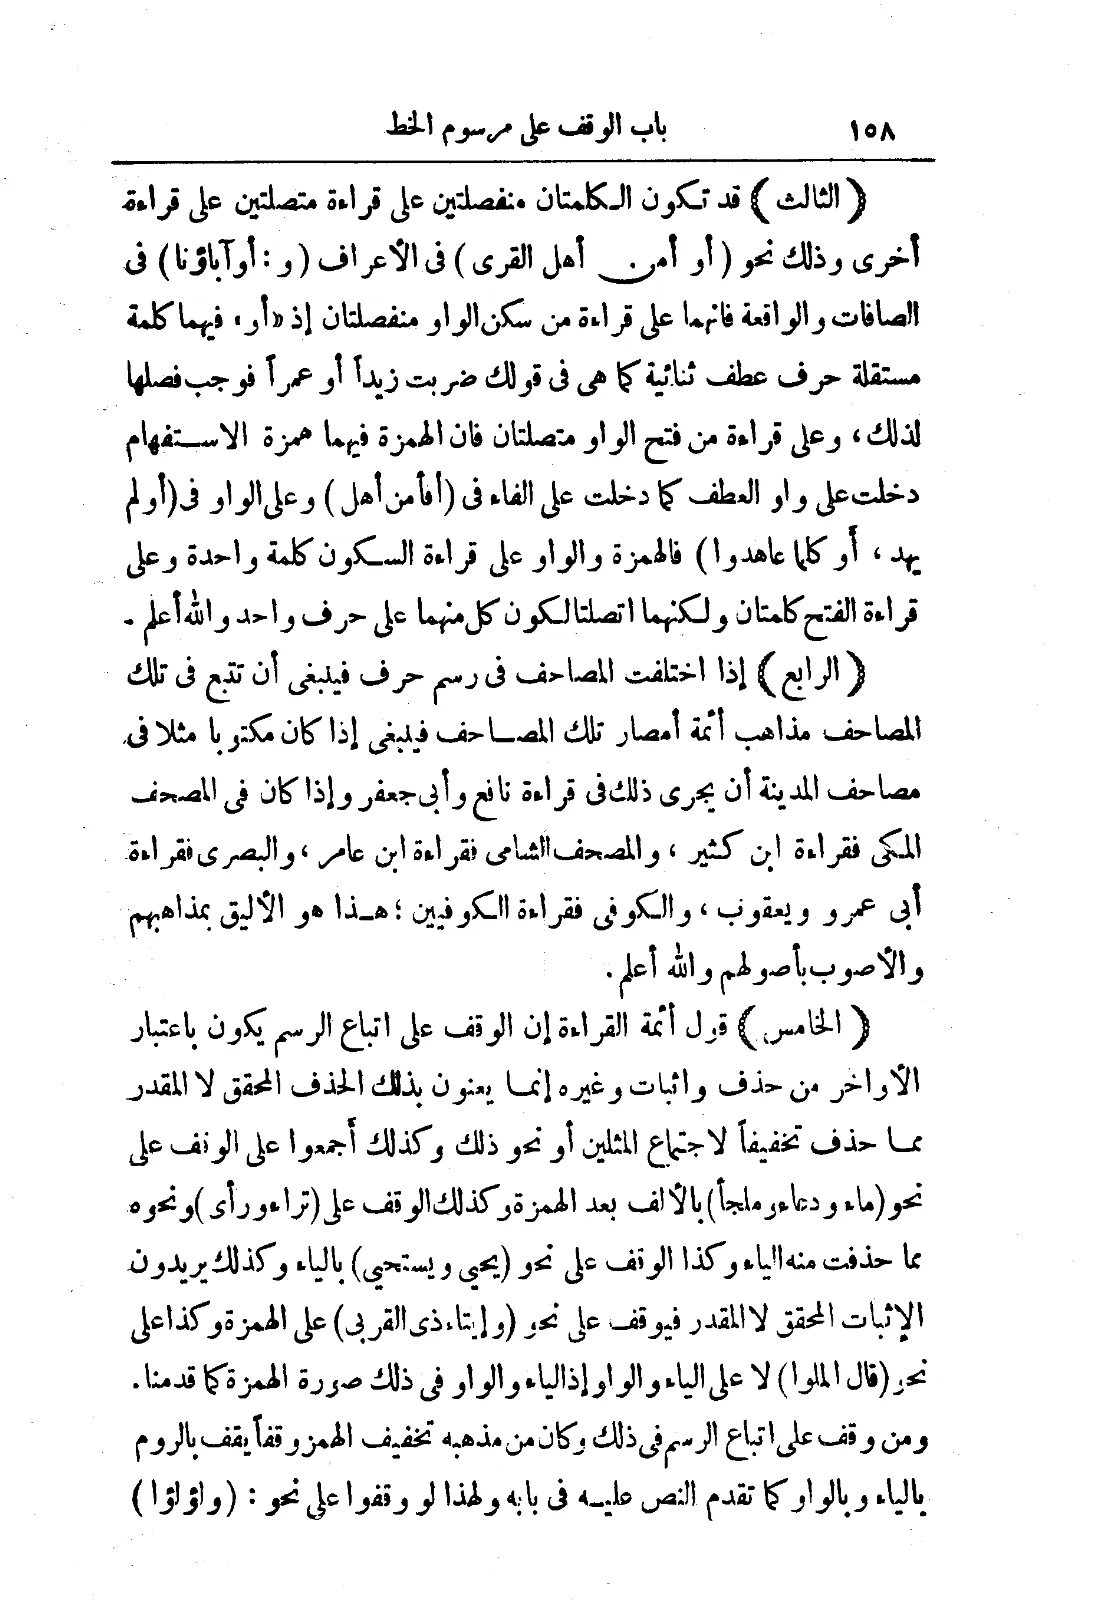 ١٥٨ باب الوقف على مرسوم الخط
﴿ الثالث ﴾ قد تكون الكلمتان منفصلتين على قراءة متصلتين على قراءة
أخرى وذلك نحو ( أو أمن أهل القرى ) فى الأعراف ( و : أو آباؤنا ) فى
الصافات والواقعة فانهما على قراءة من سكن الواو منفصلتان إذ «أو» فيهما كلمة
مستقلة حرف عطف ثنائية كما هى فى قولك ضربت زيداً أو عمراً فوجب فصلها
لذلك ، وعلى قراءة من فتح الواو متصلتان فان الهمزة فيهما همزة الاستفهام
دخلت على واو العطف كما دخلت على الفاء فى ( أفأمن أهل ) وعلى الواو فى ( أولم
يهد ، أو كلما عاهدوا ) فالهمزة والواو على قراءة السكون كلمة واحدة وعلى
قراءة الفتح كلمتان ولكنهما اتصلتا لكون كل منهما على حرف واحد والله أعلم .
﴿ الرابع ﴾ إذا اختلفت المصاحف فى رسم حرف فينبغى أن تتبع فى تلك
المصاحف مذاهب أئمة أمصار تلك المصاحف فينبغى إذا كان مكتوبا مثلا فى
مصاحف المدينة أن يجرى ذلك فى قراءة نافع وأبى جعفر وإذا كان فى المصحف
المكى فقراءة ابن كثير ، والمصحف الشامى فقراءة ابن عامر ، والبصرى فقراءة
أبى عمرو ويعقوب ، والكوفى فقراءة الكوفيين ؛ هذا هو الأليق بمذاهبهم
والأصوب بأصولهم والله أعلم .
﴿ الخامس ﴾ قول أئمة القراءة إن الوقف على اتباع الرسم يكون باعتبار
الأواخر من حذف واثبات وغيره إنما يعنون بذلك الحذف المحقق لا المقدر
مما حذف تخفيفاً لاجتماع المثلين أو نحو ذلك وكذلك أجمعوا على الوقف على
نحو ( ماء ودعاء وملجأ ) بالألف بعد الهمزة وكذلك الوقف على ( تراء ورأى ) ونحوه
مما حذفت منه الياء وكذا الوقف على نحو ( يحيي ويستحيي ) بالياء وكذلك يريدون
الإثبات المحقق لا المقدر فيوقف على نحو ( وإيتاء ذى القربى ) على الهمزة وكذا على
نحو ( قال الملوا ) لا على الياء والواو إذ الياء والواو فى ذلك صورة الهمزة كما قدمنا .
ومن وقف على اتباع الرسم فى ذلك وكان من مذهبه تخفيف الهمز وقفاً يقف بالروم
بالياء وبالواو كما تقدم النص عليه فى بابه ولهذا لو وقفوا على نحو : ( ولؤلؤا )